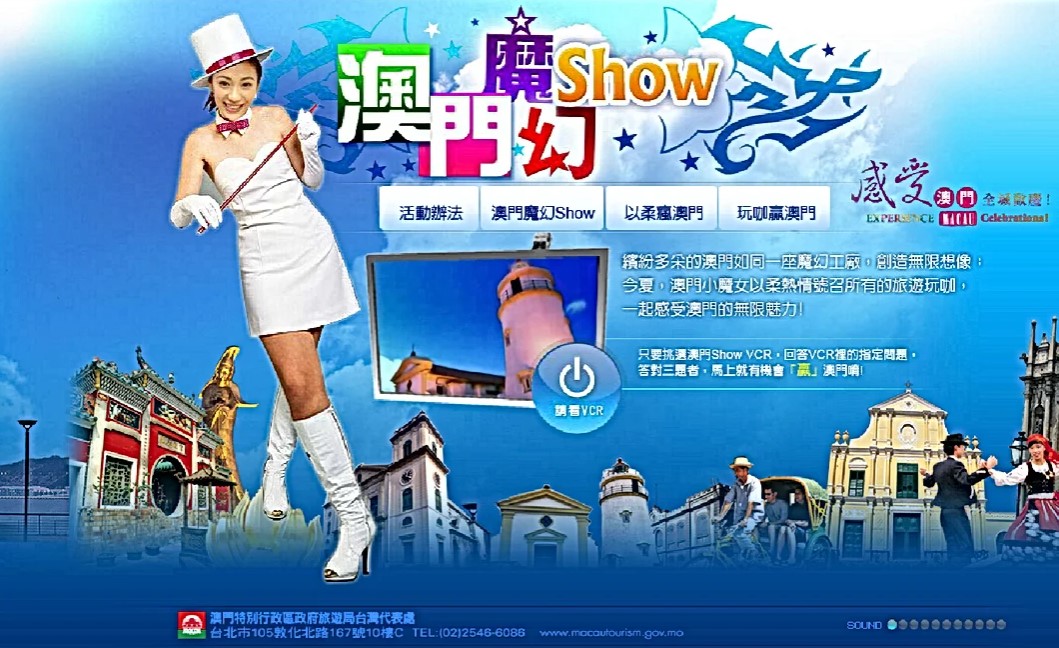 澳門魔幻Show
活動辦法
澳門魔幻Show
以柔瘋澳門
玩咖贏澳門
感受澳門 全城歡慶!
EXPERIENCE MACAU Celebrations!
繽紛多采的澳門如同一座魔幻工廠,創造無限想像;
今夏,澳門小魔女以柔熱情號召所有的旅遊玩咖,
一起感受澳門的無限魅力!
只要挑選澳門Show VCR,回答VCR裡的指定問題,
答對三題者,馬上就有機會「贏」澳門唷!
請看VCR
澳門特別行政區政府旅遊局台灣代表處
台北市105敦化北路167號10樓C TEL:(02)2546-6086 www.macautourism.gov.mo
SOUND